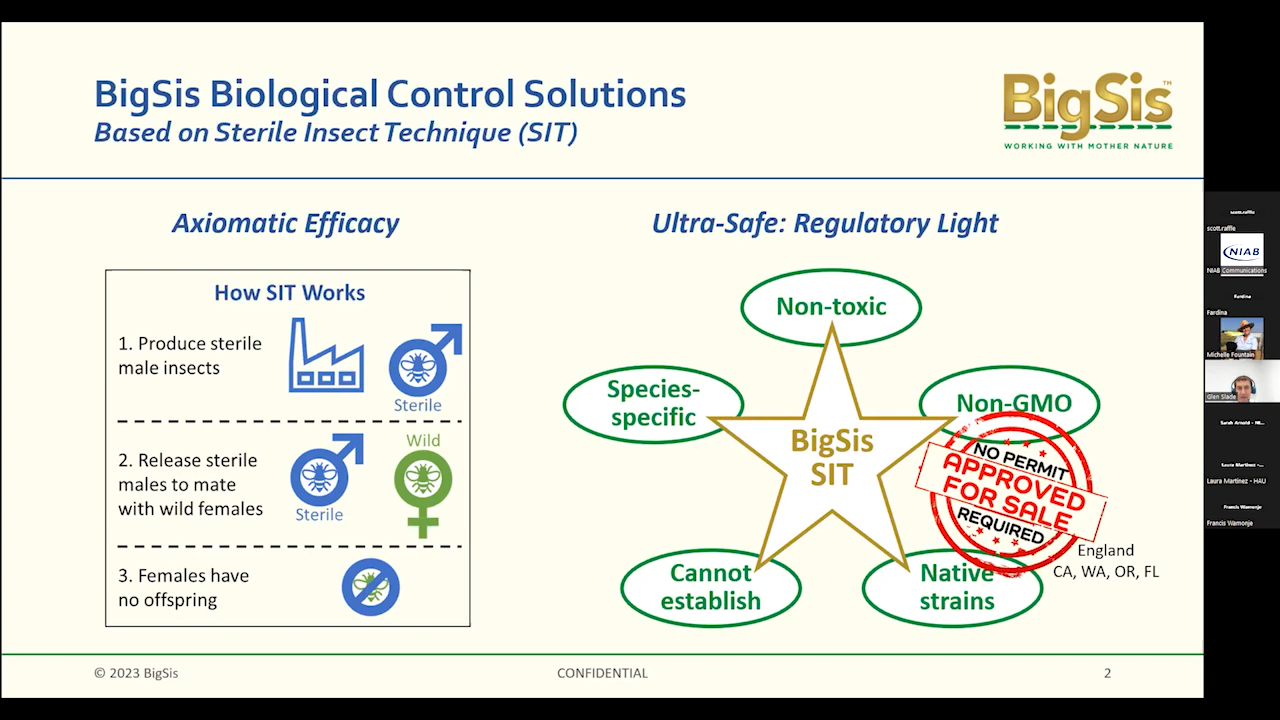 BigSis Biological Control Solutions
Based on Sterile Insect Technique (SIT)
BigSis™
WORKING WITH MOTHER NATURE
Axiomatic Efficacy
Ultra-Safe: Regulatory Light
How SIT Works
1. Produce sterile
male insects
Sterile
2. Release sterile
males to mate
with wild females
Sterile
Wild
3. Females have
no offspring
Non-toxic
Species-
specific
Non-GMO
BigSis
SIT
NO PERMIT
APPROVED
FOR SALE
REQUIRED
Cannot
establish
Native
strains
England
CA, WA, OR, FL
© 2023 BigSis
CONFIDENTIAL
2
scott.raffle
scott.raffle
NIAB
NIAB Communications
Fardina
Fardina
Michelle Fountain
Glen Slade
Sarah Arnold - NI...
Laura Martinez -...
Laura Martinez - HAU
Francis Wamonje
Francis Wamonje